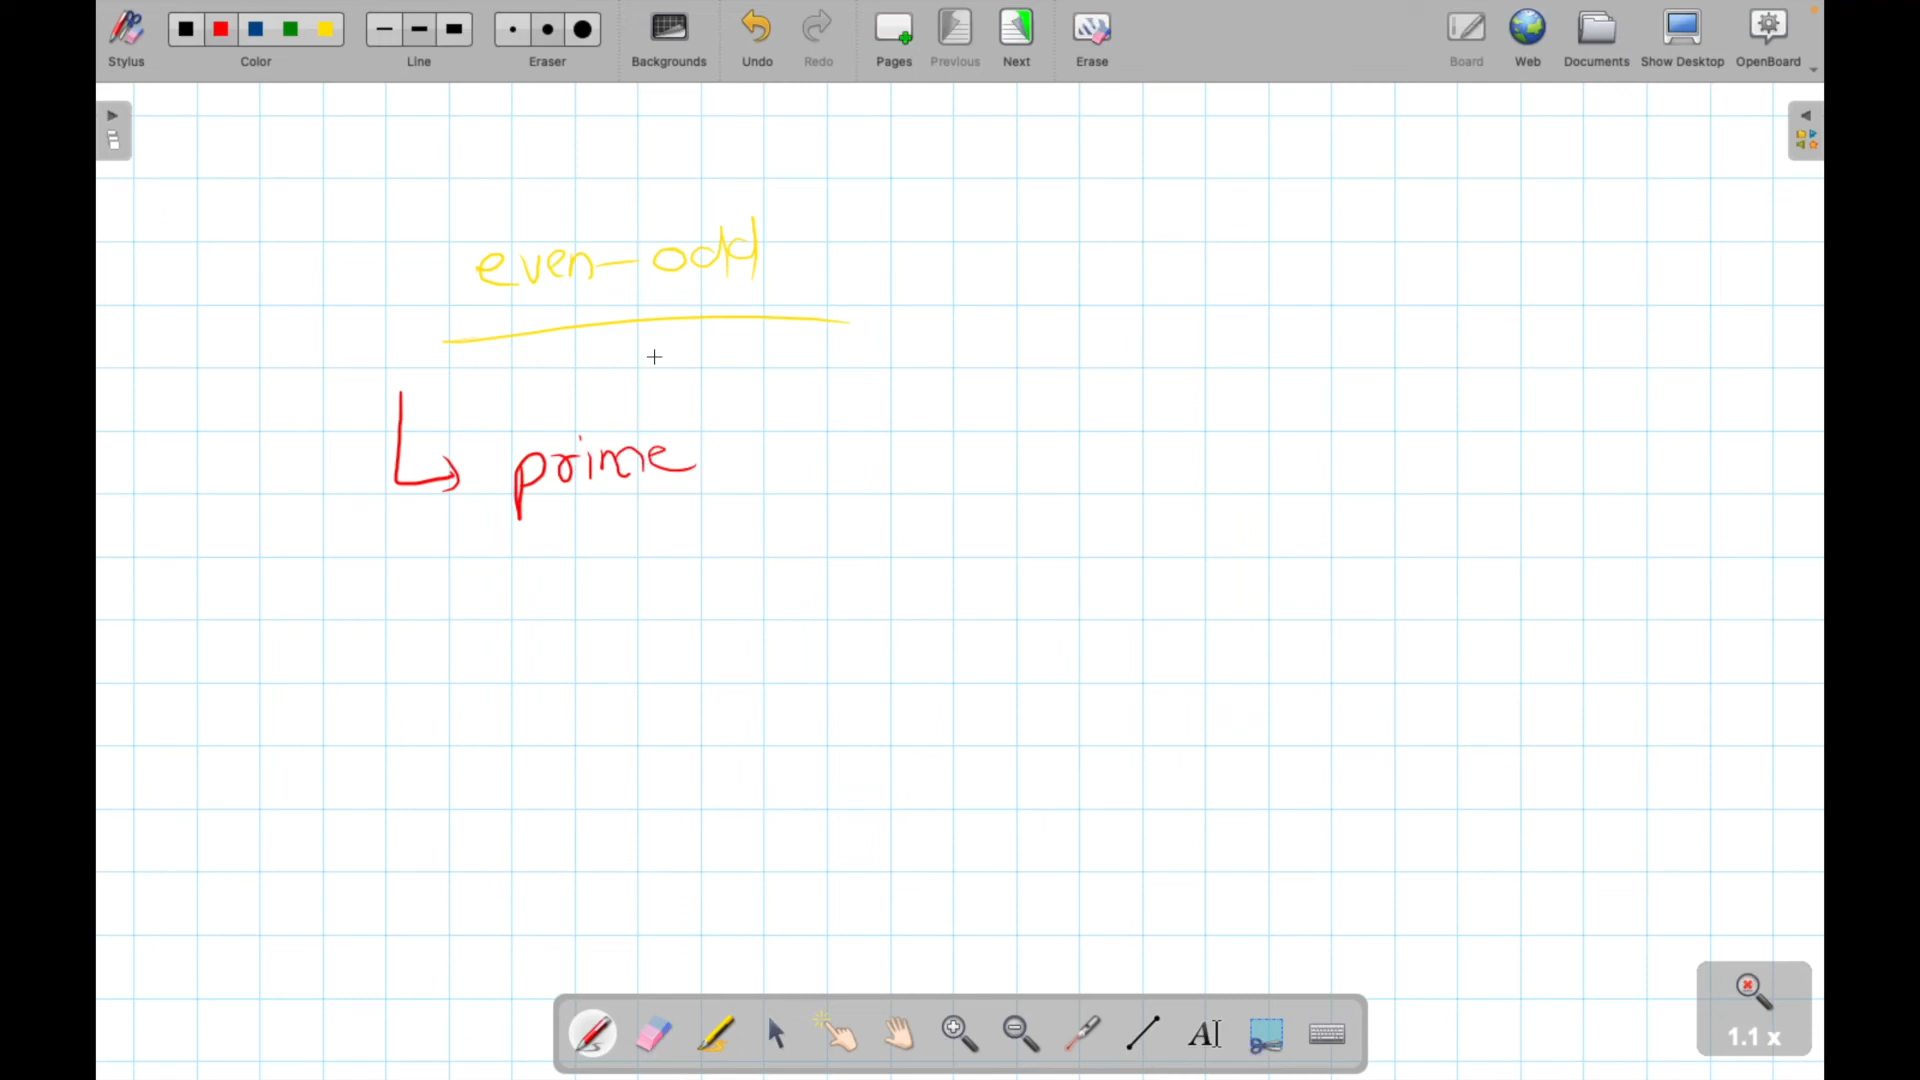 Stylus Color Line Eraser Backgrounds Undo Redo Pages Previous Next Erase Board Web Documents Show Desktop OpenBoard
even-odd
prime
1.1 x